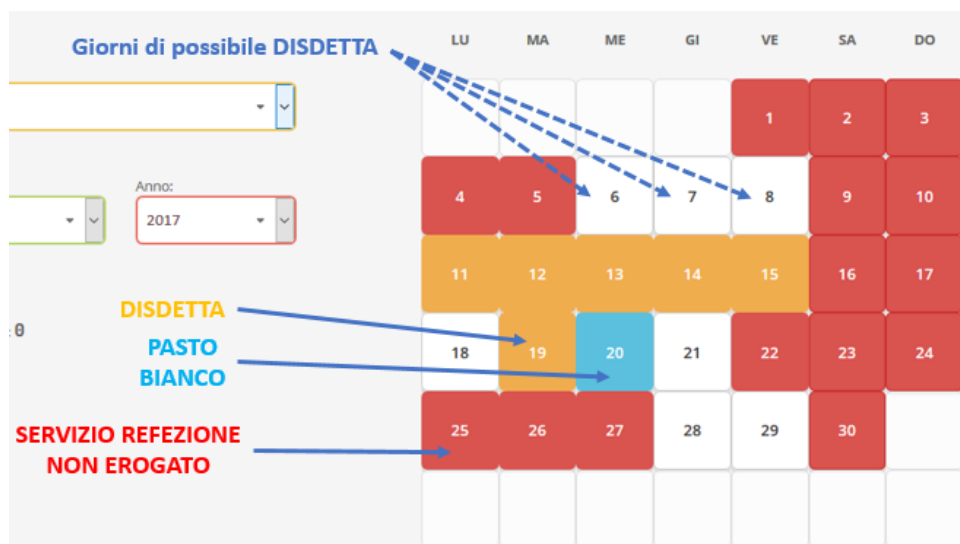 Giorni di possibile DISDETTA
LU MA ME GI VE SA DO
1 2 3
Anno:
2017
4 5 6 7 8 9 10
11 12 13 14 15 16 17
DISDETTA
: 0
PASTO
BIANCO
18 19 20 21 22 23 24
SERVIZIO REFEZIONE
NON EROGATO
25 26 27 28 29 30